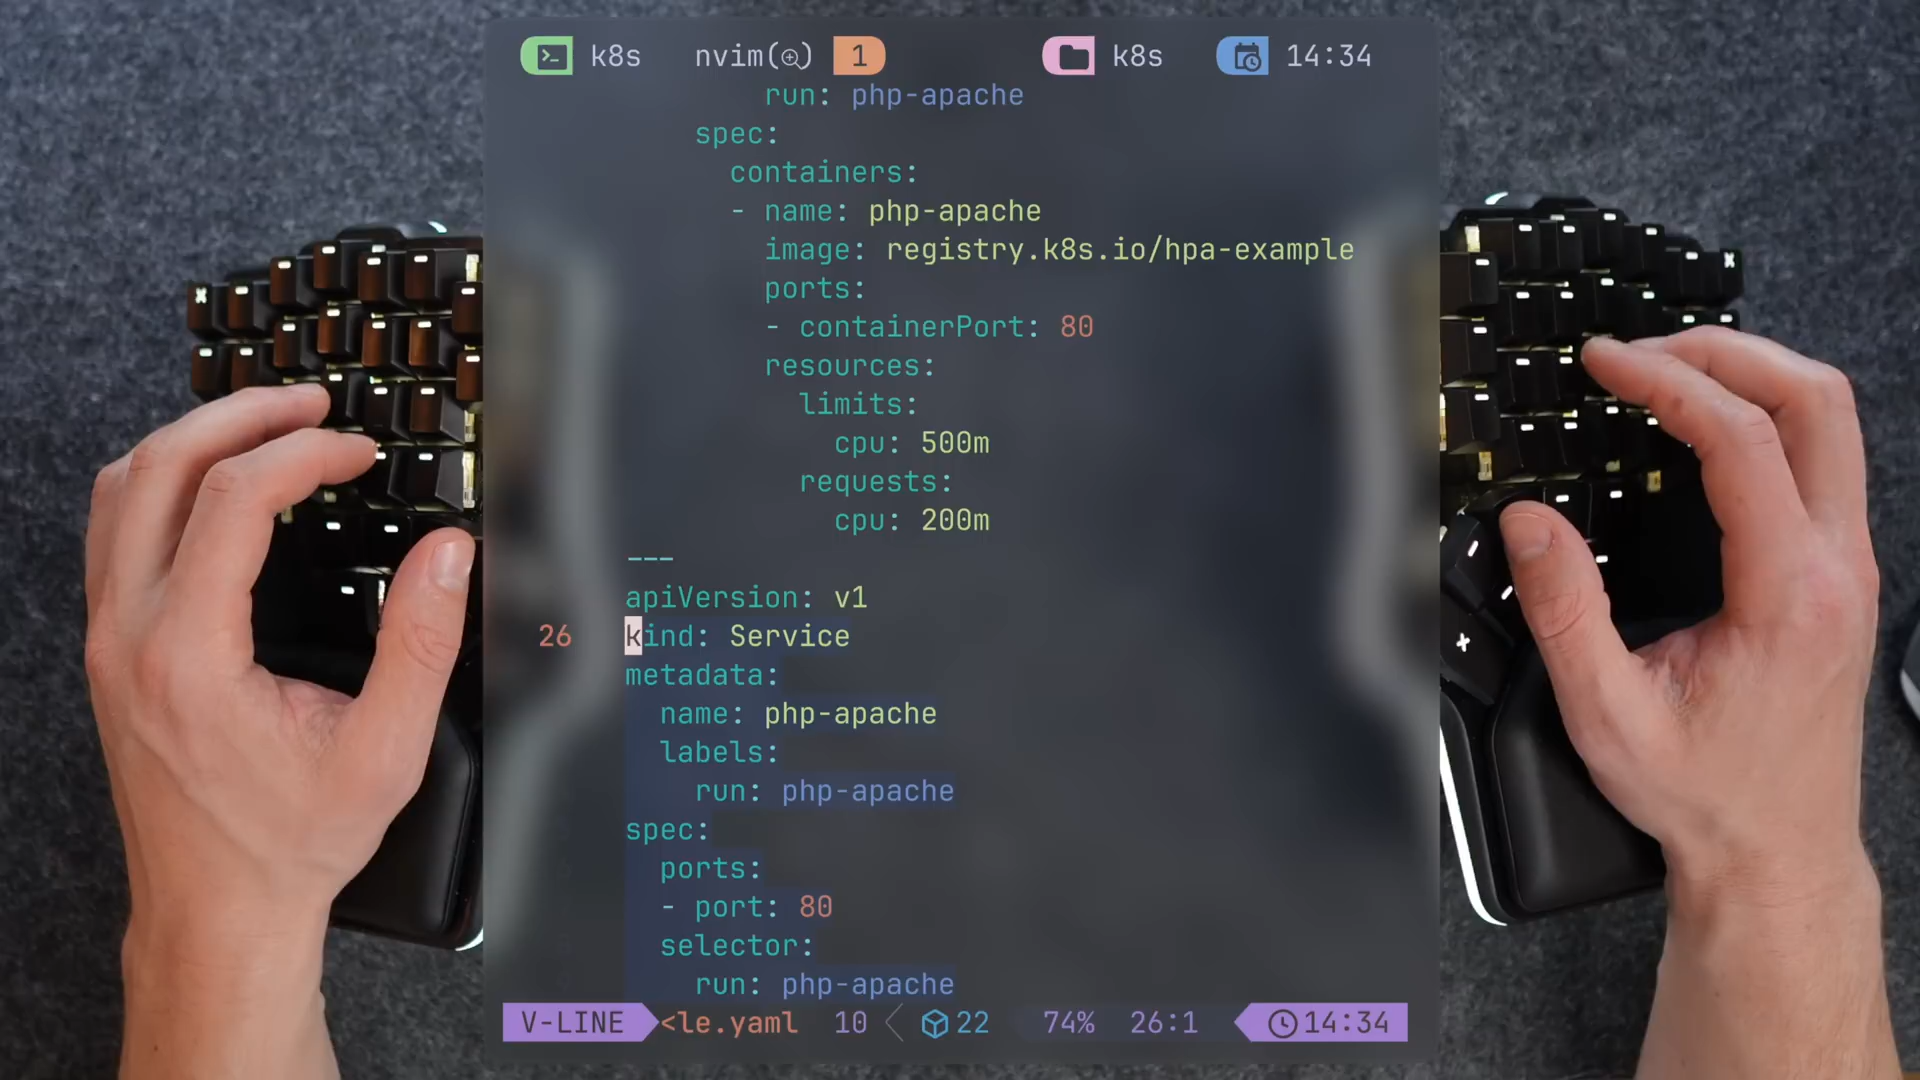 k8s nvim( ) 1 k8s 14:34
run: php-apache
spec:
containers:
- name: php-apache
image: registry.k8s.io/hpa-example
ports:
- containerPort: 80
resources:
limits:
cpu: 500m
requests:
cpu: 200m
---
apiVersion: v1
26 kind: Service
metadata:
name: php-apache
labels:
run: php-apache
spec:
ports:
- port: 80
selector:
run: php-apache
V-LINE <le.yaml 10 22 74% 26:1 14:34